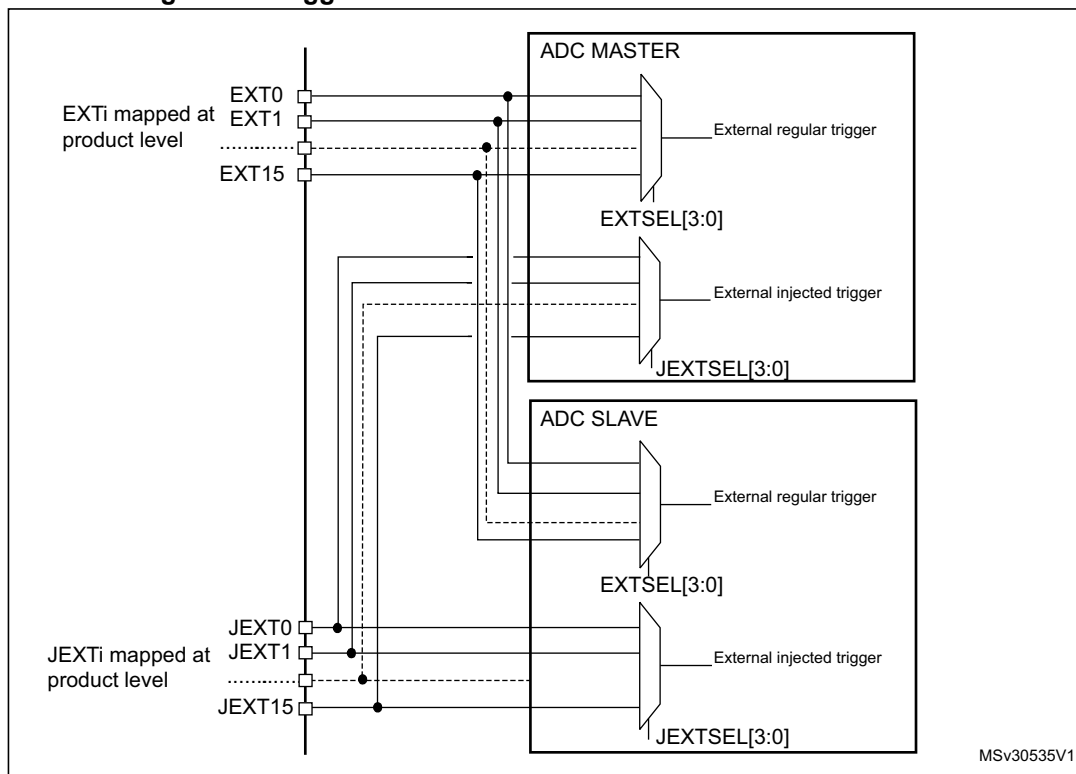 ADC MASTER
EXTi mapped at
product level
EXT0
EXT1
..........
EXT15
External regular trigger
EXTSEL[3:0]
External injected trigger
JEXTSEL[3:0]
ADC SLAVE
External regular trigger
EXTSEL[3:0]
JEXTi mapped at
product level
JEXT0
JEXT1
..........
JEXT15
External injected trigger
JEXTSEL[3:0]
MSv30535V1